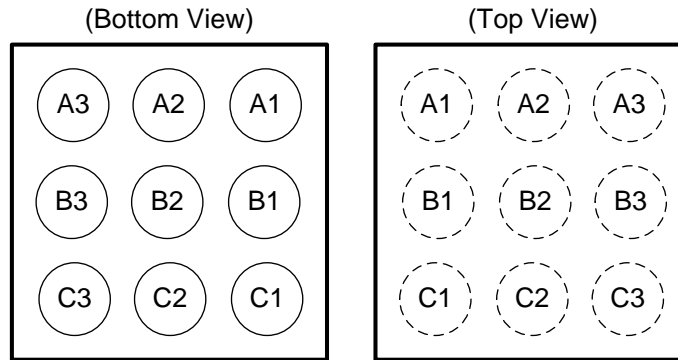 (Bottom View) (Top View)
A3 A2 A1 A1 A2 A3
B3 B2 B1 B1 B2 B3
C3 C2 C1 C1 C2 C3